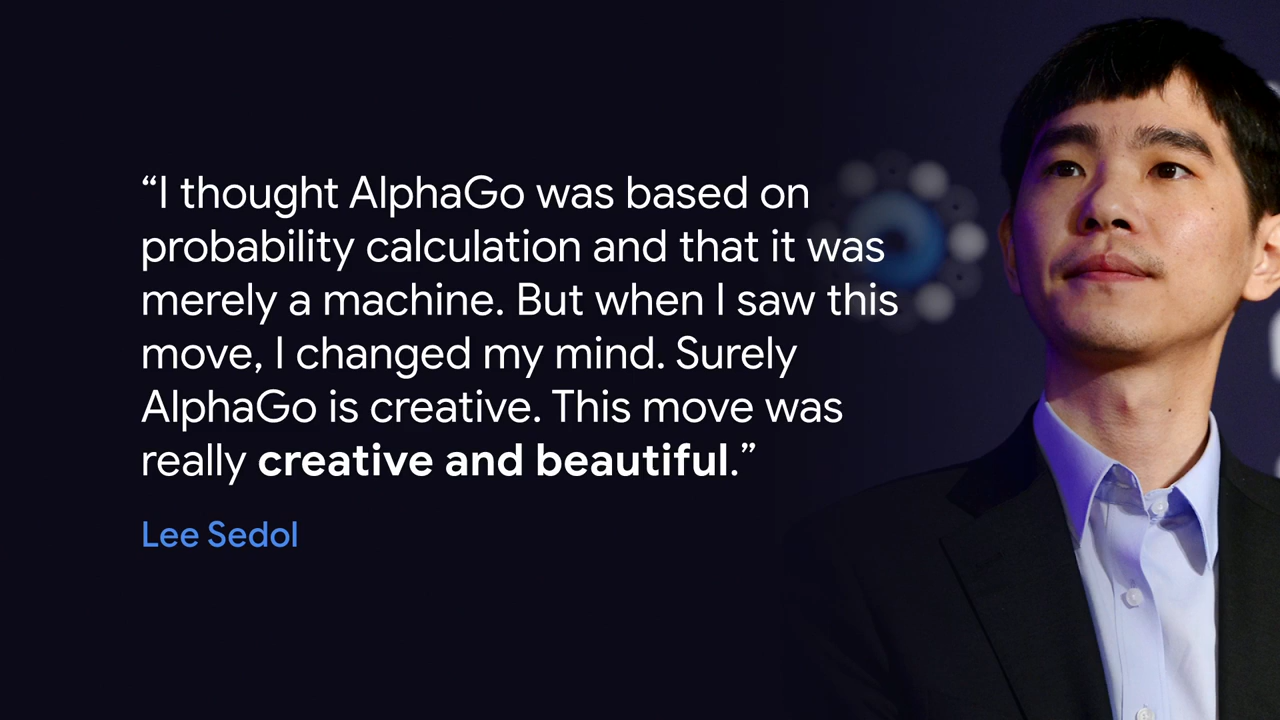 “I thought AlphaGo was based on
probability calculation and that it was
merely a machine. But when I saw this
move, I changed my mind. Surely
AlphaGo is creative. This move was
really creative and beautiful.”
Lee Sedol